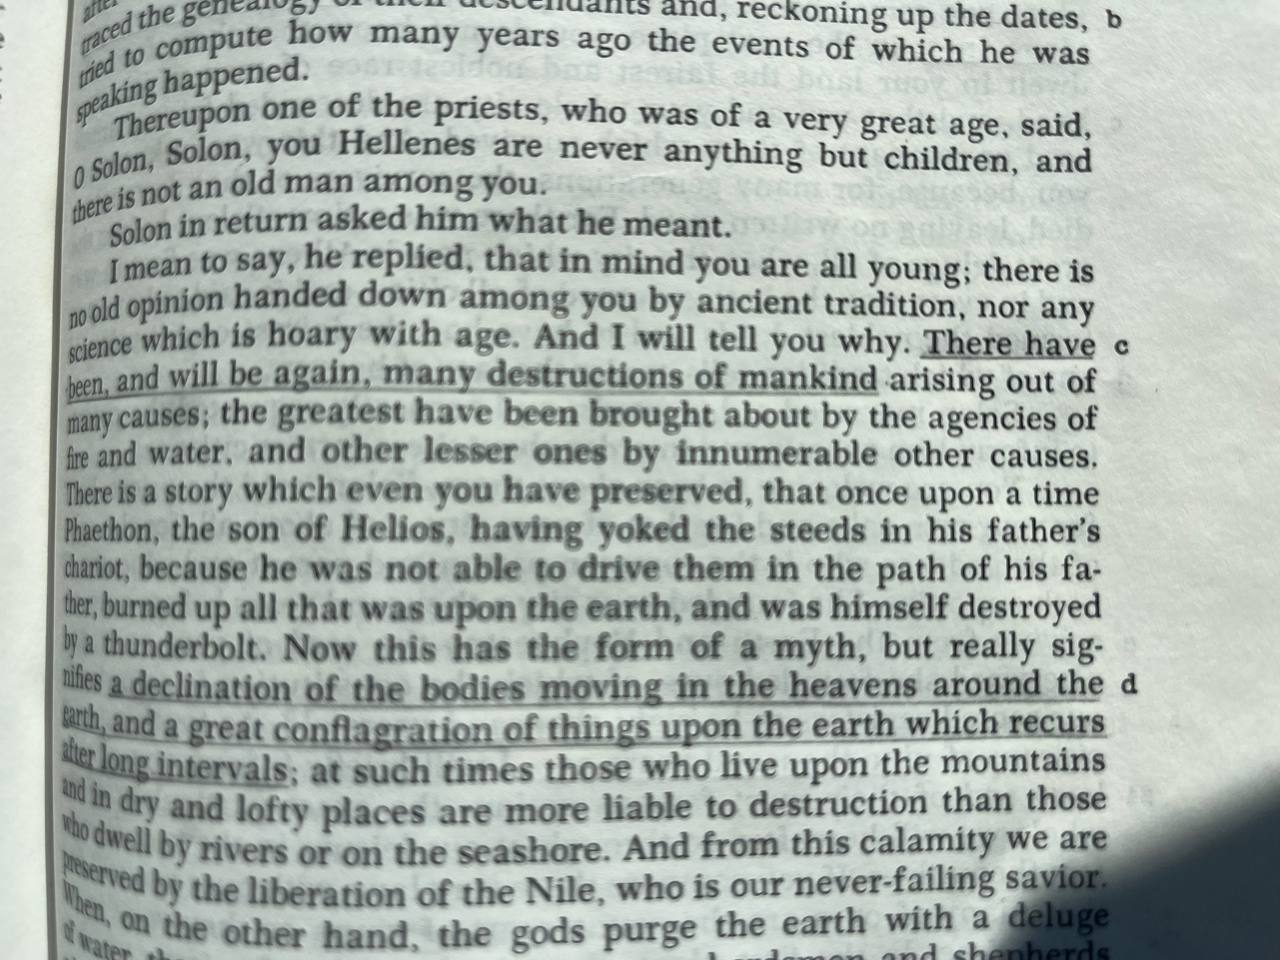 after
traced the genealogy of their descendants and, reckoning up the dates, b
tried to compute how many years ago the events of which he was
speaking happened.
Thereupon one of the priests, who was of a very great age, said,
O Solon, Solon, you Hellenes are never anything but children, and
there is not an old man among you.
Solon in return asked him what he meant.
I mean to say, he replied, that in mind you are all young; there is
no old opinion handed down among you by ancient tradition, nor any
science which is hoary with age. And I will tell you why. There have c
been, and will be again, many destructions of mankind arising out of
many causes; the greatest have been brought about by the agencies of
fire and water, and other lesser ones by innumerable other causes.
There is a story which even you have preserved, that once upon a time
Phaethon, the son of Helios, having yoked the steeds in his father's
chariot, because he was not able to drive them in the path of his fa-
ther, burned up all that was upon the earth, and was himself destroyed
by a thunderbolt. Now this has the form of a myth, but really sig-
nifies a declination of the bodies moving in the heavens around the d
earth, and a great conflagration of things upon the earth which recurs
after long intervals; at such times those who live upon the mountains
and in dry and lofty places are more liable to destruction than those
who dwell by rivers or on the seashore. And from this calamity we are
preserved by the liberation of the Nile, who is our never-failing savior.
When, on the other hand, the gods purge the earth with a deluge
of water, and shepherds